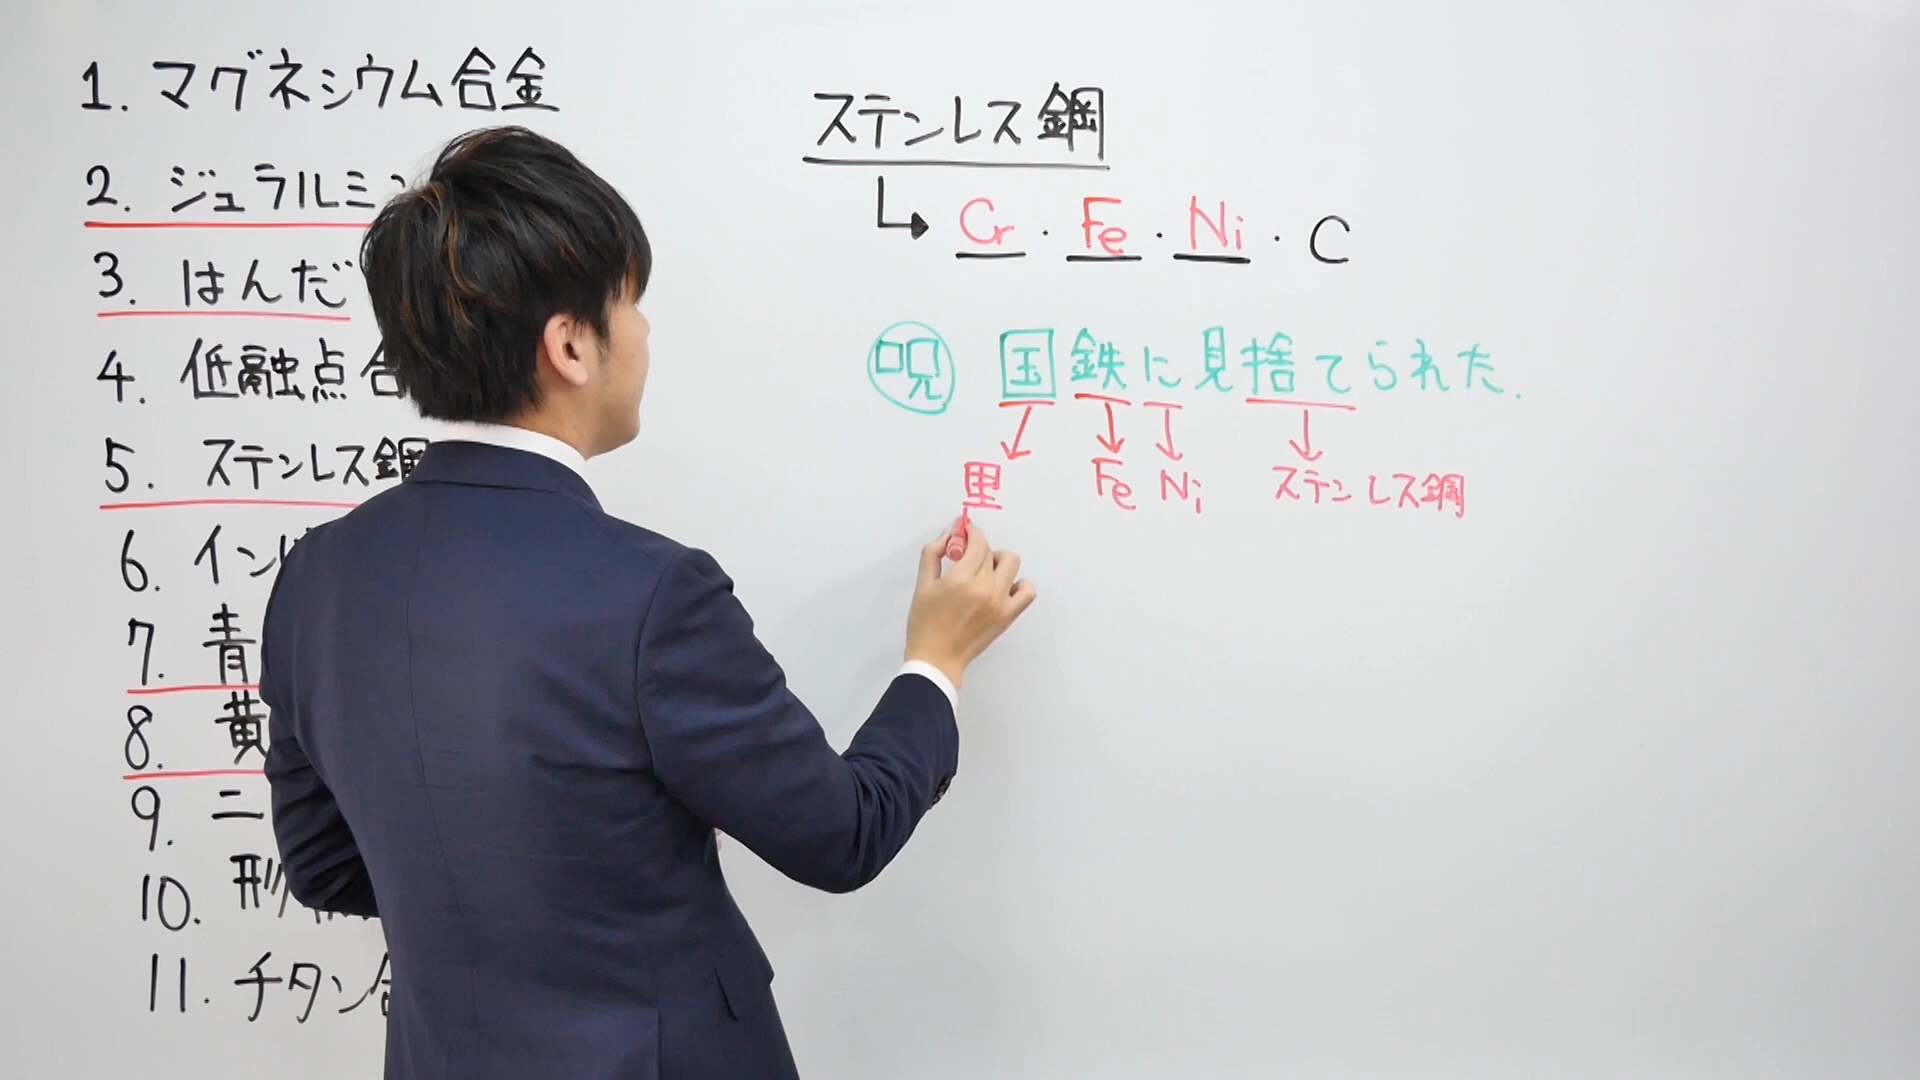 1. マグネシウム合金
2. ジュラルミン
3. はんだ
4. 低融点合
5. ステンレス鋼
6. イン
7. 青
8. 黄
9. ニ
10. 形
11. チタン合
ステンレス鋼
Cr・Fe・Ni・C
呪 国鉄に見捨てられた.
里 Fe Ni ステンレス鋼